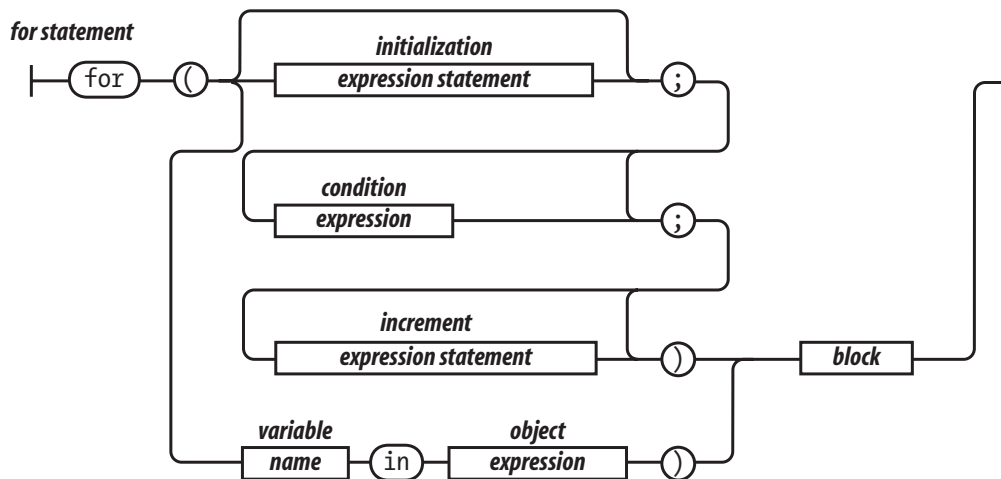 for statement
initialization
for ( expression statement ;
condition
expression ;
increment
expression statement ) block
variable object
name in expression )